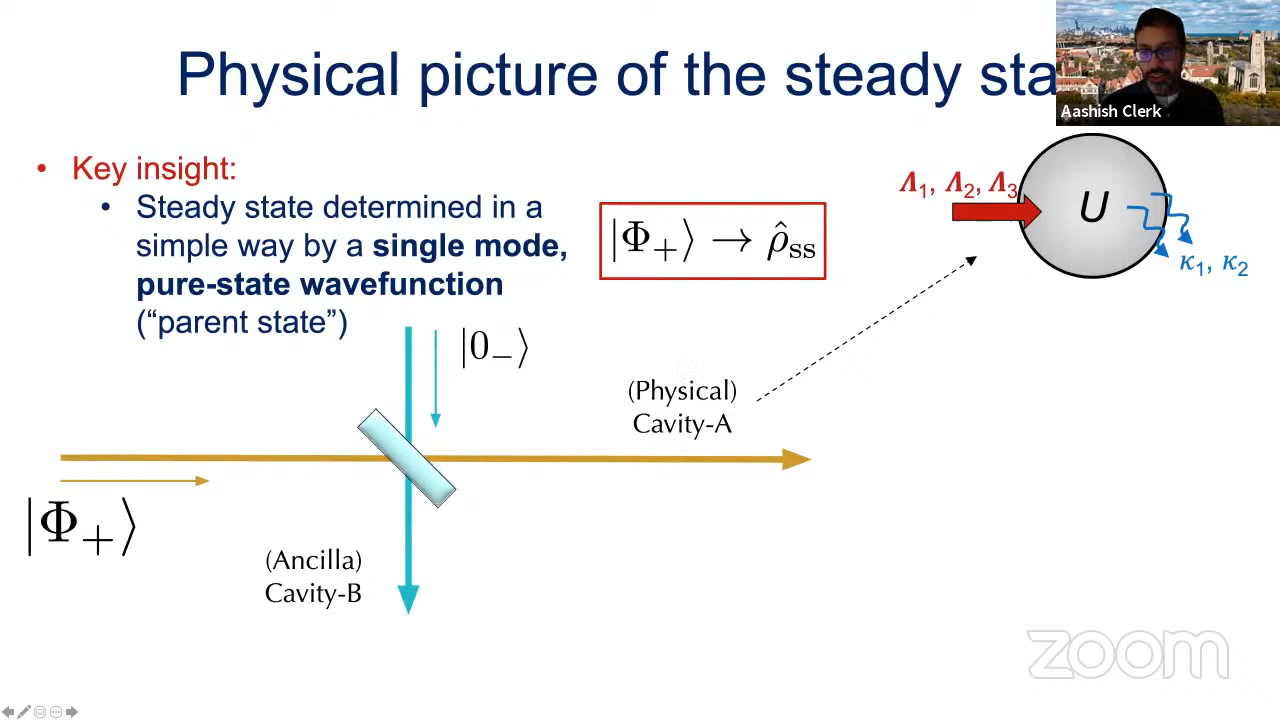 Physical picture of the steady sta
Aashish Clerk
• Key insight:
• Steady state determined in a
simple way by a single mode,
pure-state wavefunction
(“parent state”)
|Φ₊⟩ → ρ̂ₛₛ
Λ₁, Λ₂, Λ₃
U
κ₁, κ₂
|0₋⟩
(Physical)
Cavity-A
|Φ₊⟩
(Ancilla)
Cavity-B
zoom